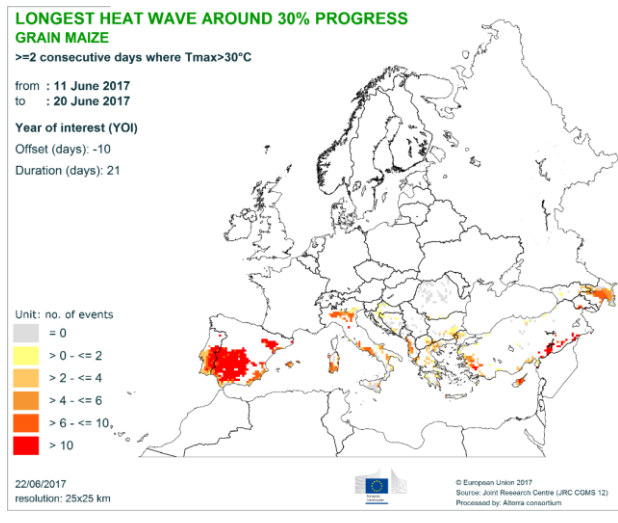 LONGEST HEAT WAVE AROUND 30% PROGRESS
GRAIN MAIZE
>=2 consecutive days where Tmax>30°C
from : 11 June 2017
to : 20 June 2017
Year of interest (YOI)
Offset (days): -10
Duration (days): 21
Unit: no. of events
= 0
> 0 - <= 2
> 2 - <= 4
> 4 - <= 6
> 6 - <= 10
> 10
22/06/2017
resolution: 25x25 km
European
Commission
© European Union 2017
Source: Joint Research Centre (JRC CGMS 12)
Processed by: Alterra consortium